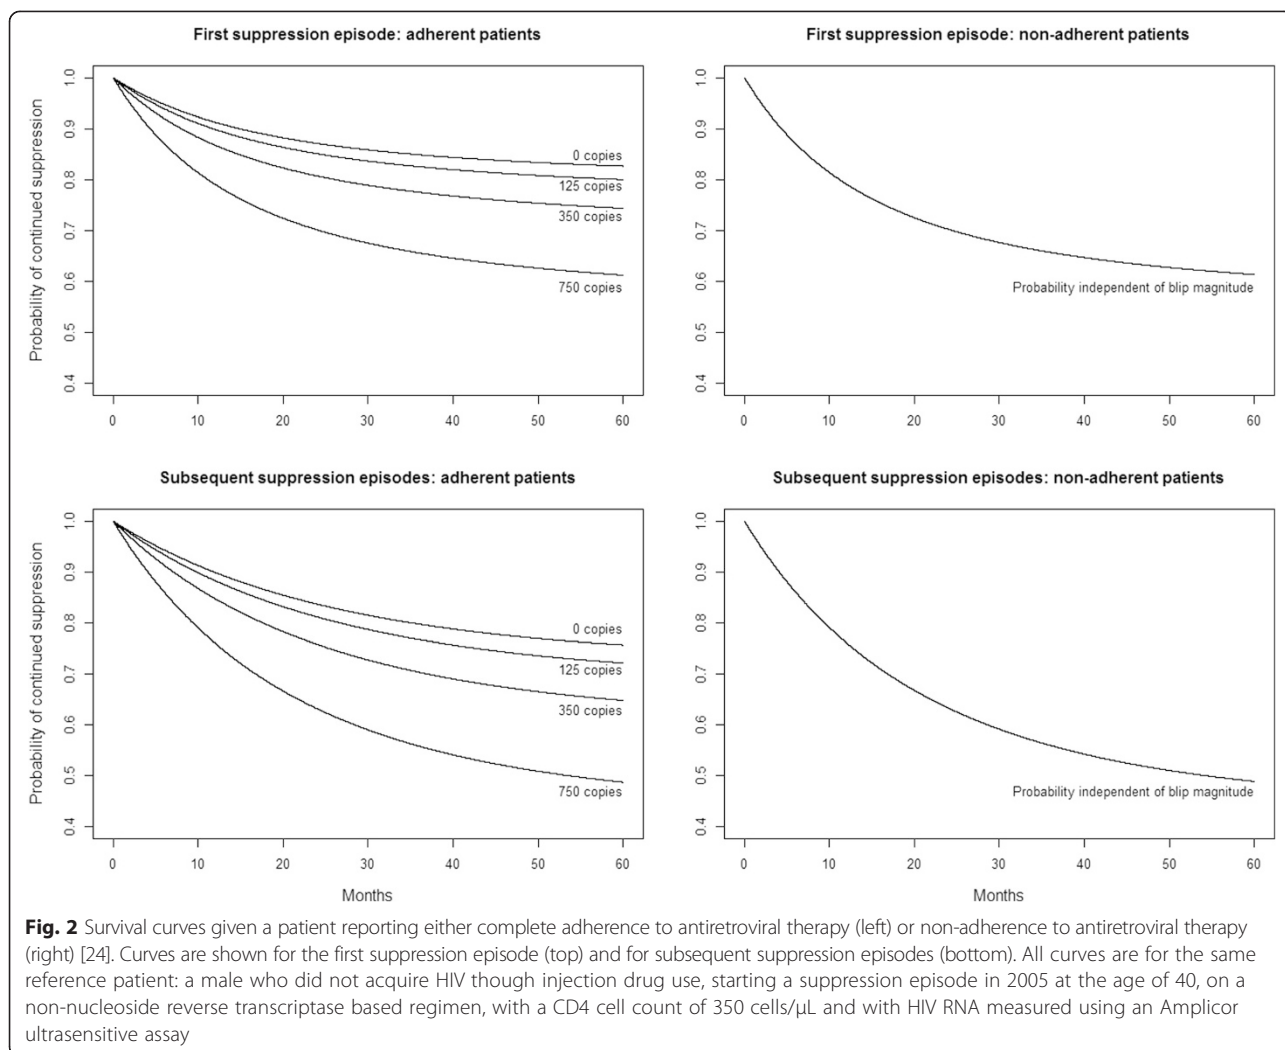 First suppression episode: adherent patients
First suppression episode: non-adherent patients
Probability of continued suppression
1.0
0.9
0.8
0.7
0.6
0.5
0.4
0 copies
125 copies
350 copies
750 copies
0 10 20 30 40 50 60
1.0
0.9
0.8
0.7
0.6
0.5
0.4
Probability independent of blip magnitude
0 10 20 30 40 50 60
Subsequent suppression episodes: adherent patients
Subsequent suppression episodes: non-adherent patients
Probability of continued suppression
1.0
0.9
0.8
0.7
0.6
0.5
0.4
0 copies
125 copies
350 copies
750 copies
0 10 20 30 40 50 60
Months
1.0
0.9
0.8
0.7
0.6
0.5
0.4
Probability independent of blip magnitude
0 10 20 30 40 50 60
Months
Fig. 2 Survival curves given a patient reporting either complete adherence to antiretroviral therapy (left) or non-adherence to antiretroviral therapy
(right) [24]. Curves are shown for the first suppression episode (top) and for subsequent suppression episodes (bottom). All curves are for the same
reference patient: a male who did not acquire HIV though injection drug use, starting a suppression episode in 2005 at the age of 40, on a
non-nucleoside reverse transcriptase based regimen, with a CD4 cell count of 350 cells/μL and with HIV RNA measured using an Amplicor
ultrasensitive assay